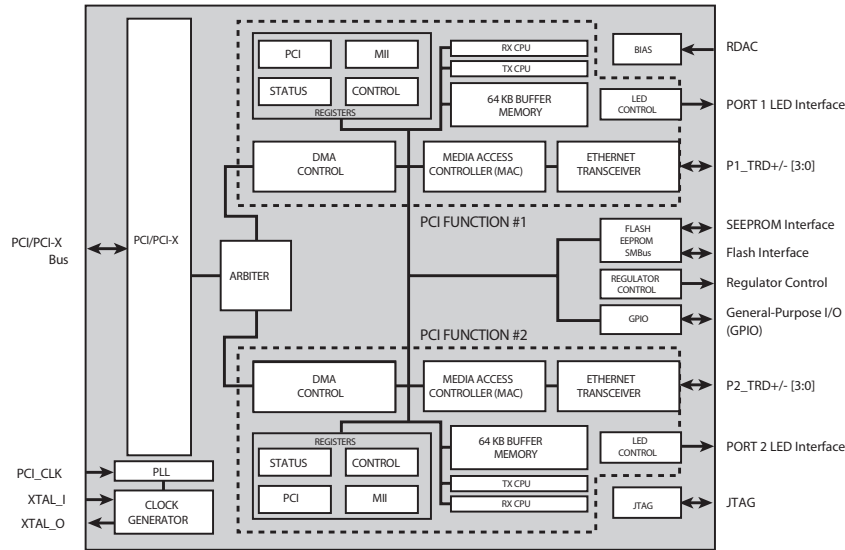 PCI
MII
STATUS
CONTROL
REGISTERS
RX CPU
TX CPU
64 KB BUFFER
MEMORY
BIAS
RDAC
LED
CONTROL
PORT 1 LED Interface
DMA
CONTROL
MEDIA ACCESS
CONTROLLER (MAC)
ETHERNET
TRANSCEIVER
P1_TRD+/- [3:0]
PCI FUNCTION #1
PCI/PCI-X
Bus
PCI/PCI-X
ARBITER
FLASH
EEPROM
SMBus
SEEPROM Interface
Flash Interface
REGULATOR
CONTROL
Regulator Control
GPIO
General-Purpose I/O
(GPIO)
PCI FUNCTION #2
DMA
CONTROL
MEDIA ACCESS
CONTROLLER (MAC)
ETHERNET
TRANSCEIVER
P2_TRD+/- [3:0]
REGISTERS
STATUS
CONTROL
PCI
MII
64 KB BUFFER
MEMORY
TX CPU
RX CPU
LED
CONTROL
PORT 2 LED Interface
JTAG
JTAG
PCI_CLK
PLL
XTAL_I
XTAL_O
CLOCK
GENERATOR